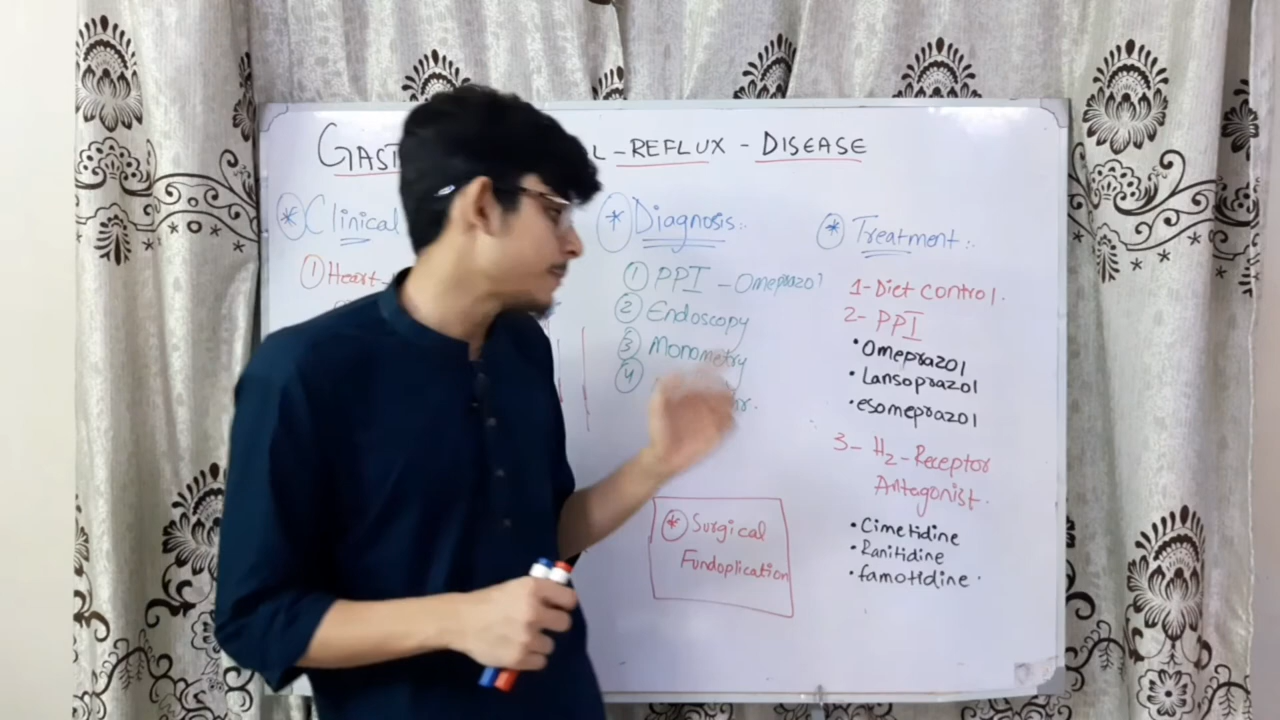 GAST L-REFLUX - DISEASE
* Clinical
1 Heart-
* Diagnosis:.
1 PPI - Omeprazol
2 Endoscopy
3 Monometry
4
* Surgical
Fundoplication
* Treatment:.
1-Diet control.
2- PPI
• Omeprazol
• Lansoprazol
• esomeprazol
3- H2-Receptor
Antagonist.
• Cimetidine
• Ranitidine
• famotidine.